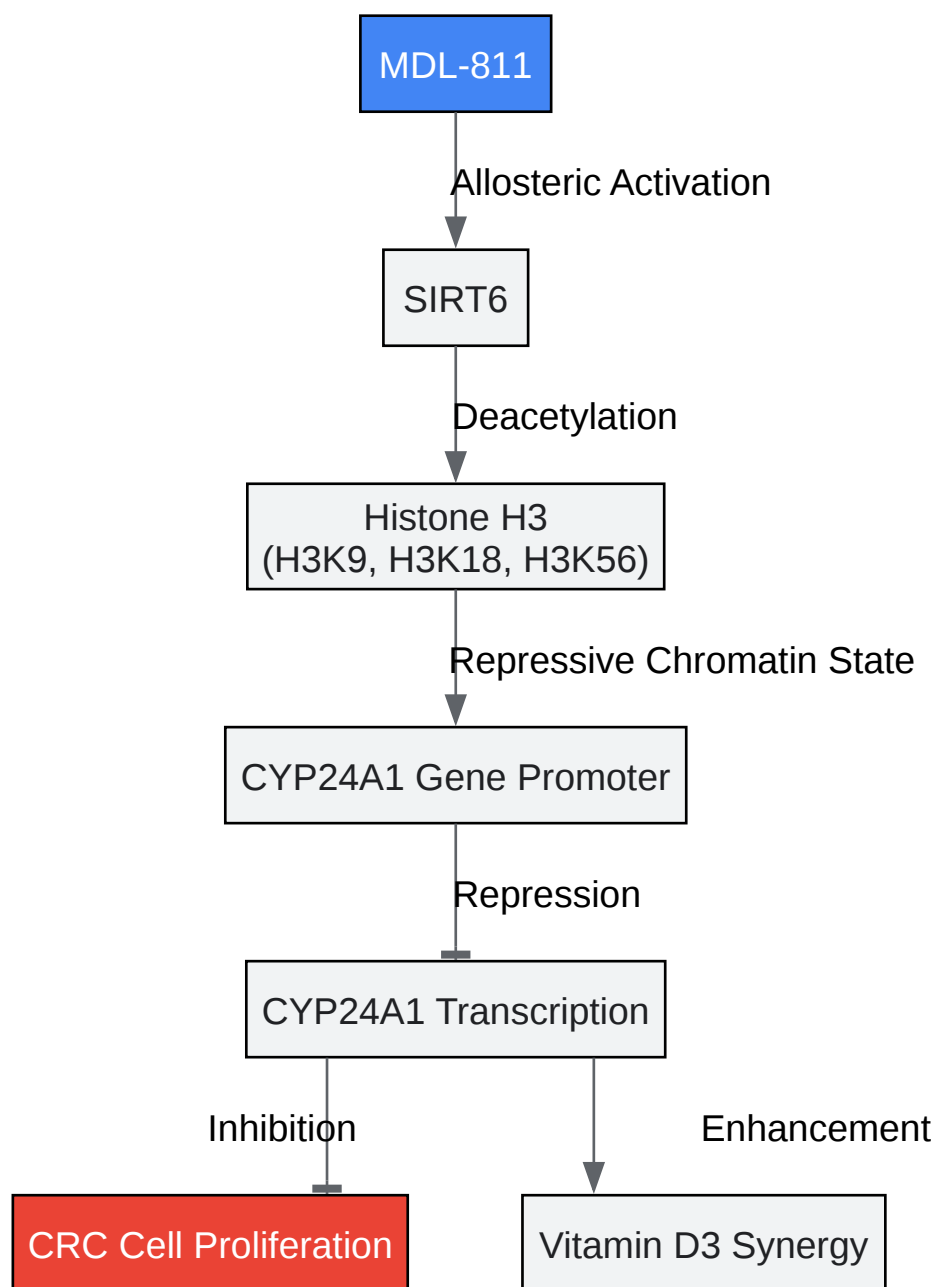 MDL-811
Allosteric Activation
SIRT6
Deacetylation
Histone H3
(H3K9, H3K18, H3K56)
Repressive Chromatin State
CYP24A1 Gene Promoter
Repression
CYP24A1 Transcription
Inhibition
Enhancement
CRC Cell Proliferation
Vitamin D3 Synergy